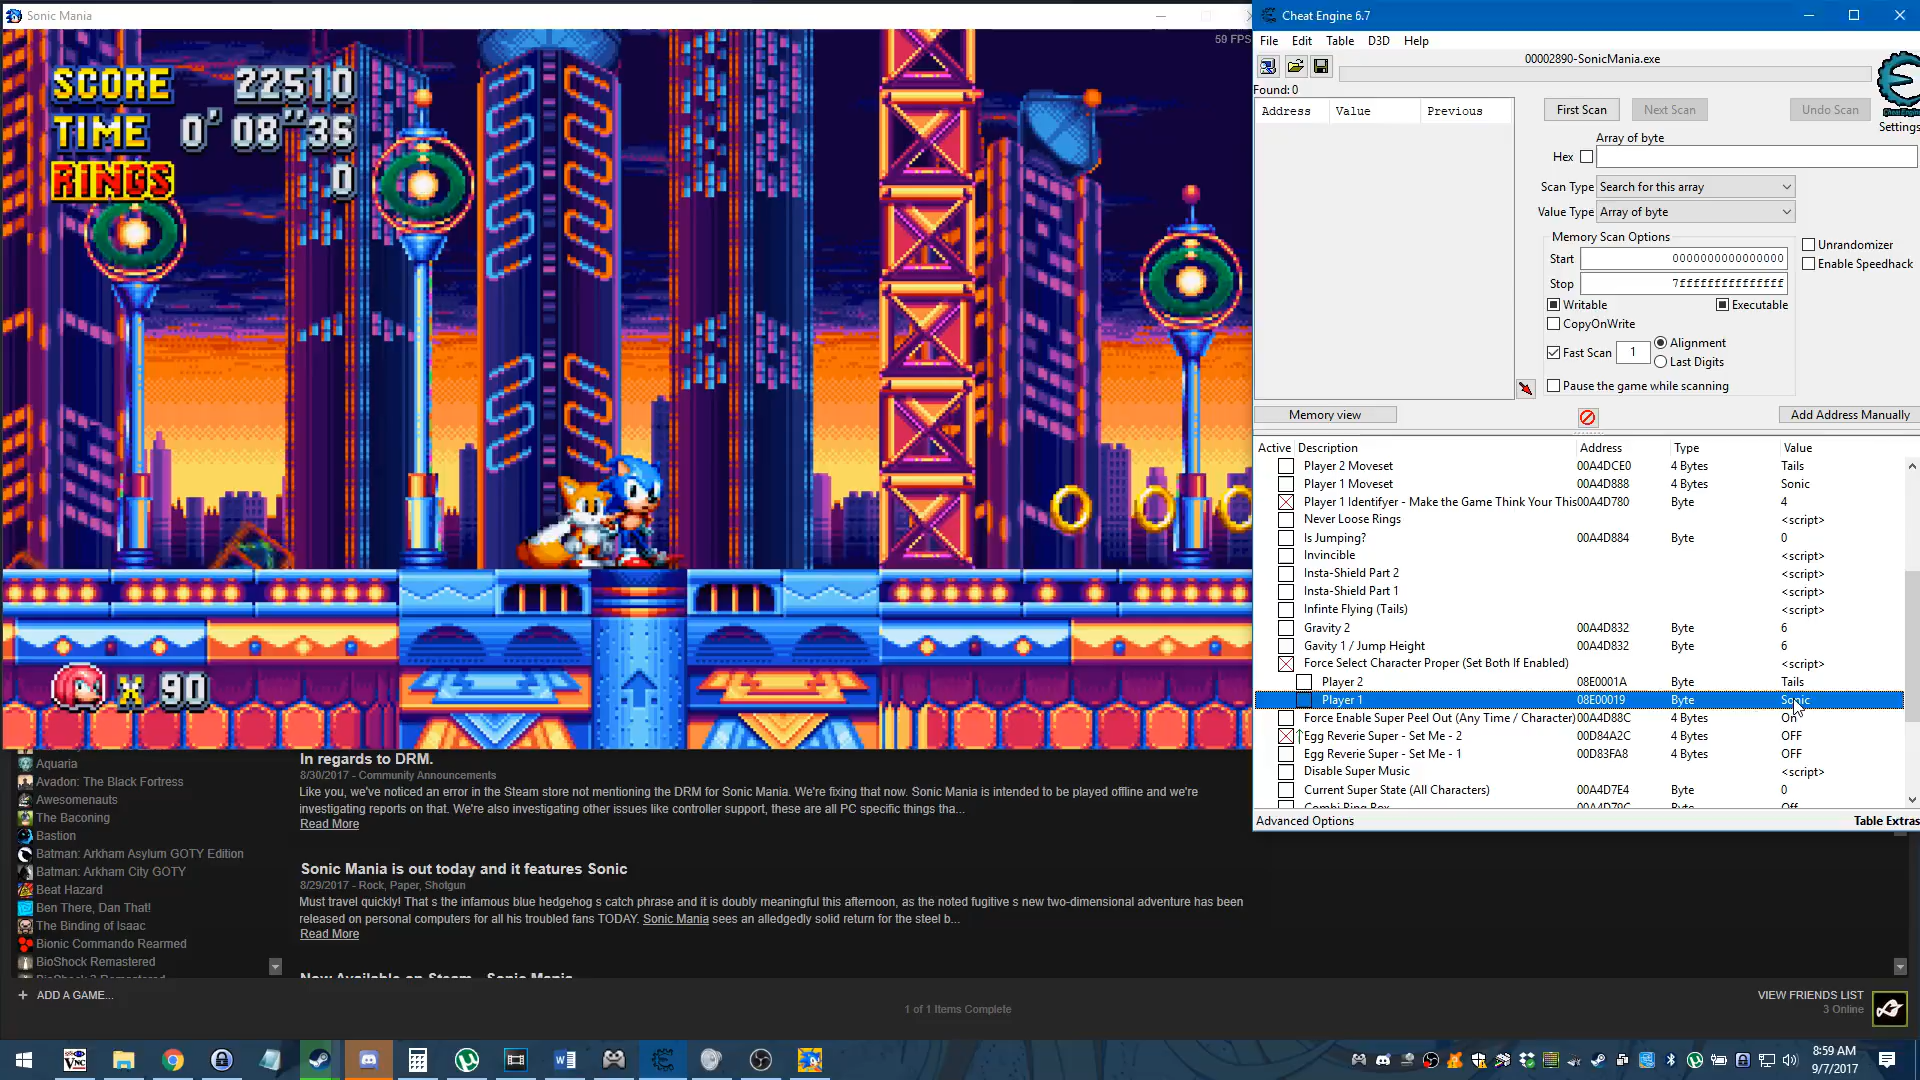 Sonic Mania
59 FPS
SCORE 22510
TIME 0'08"36
RINGS 0
X 90
Cheat Engine 6.7
File Edit Table D3D Help
00002890-SonicMania.exe
Found: 0
Address Value Previous
First Scan Next Scan Undo Scan
Settings
Array of byte
Hex
Scan Type Search for this array
Value Type Array of byte
Memory Scan Options
Start 0000000000000000
Stop 7fffffffffffffff
Unrandomizer
Enable Speedhack
Writable Executable
CopyOnWrite
Fast Scan 1 Alignment
Last Digits
Pause the game while scanning
Memory view Add Address Manually
Active Description Address Type Value
Player 2 Moveset 00A4DCE0 4 Bytes Tails
Player 1 Moveset 00A4D888 4 Bytes Sonic
Player 1 Identifyer - Make the Game Think Your This 00A4D780 Byte 4
Never Loose Rings <script>
Is Jumping? 00A4D884 Byte 0
Invincible <script>
Insta-Shield Part 2 <script>
Insta-Shield Part 1 <script>
Infinte Flying (Tails) <script>
Gravity 2 00A4D832 Byte 6
Gavity 1 / Jump Height 00A4D832 Byte 6
Force Select Character Proper (Set Both If Enabled) <script>
Player 2 08E0001A Byte Tails
Player 1 08E00019 Byte Sonic
Force Enable Super Peel Out (Any Time / Character) 00A4D88C 4 Bytes On
Egg Reverie Super - Set Me - 2 00D84A2C 4 Bytes OFF
Egg Reverie Super - Set Me - 1 00D83FA8 4 Bytes OFF
Disable Super Music <script>
Current Super State (All Characters) 00A4D7E4 Byte 0
Combi Ring Box 00A4D79C Byte Off
Advanced Options Table Extras
Aquaria
Avadon: The Black Fortress
Awesomenauts
The Baconing
Bastion
Batman: Arkham Asylum GOTY Edition
Batman: Arkham City GOTY
Beat Hazard
Ben There, Dan That!
The Binding of Isaac
Bionic Commando Rearmed
BioShock Remastered
BioShock 2 Remastered
ADD A GAME...
In regards to DRM.
8/30/2017 - Community Announcements
Like you, we've noticed an error in the Steam store not mentioning the DRM for Sonic Mania. We're fixing that now. Sonic Mania is intended to be played offline and we're
investigating reports on that. We're also investigating other issues like controller support, these are all PC specific things tha...
Read More
Sonic Mania is out today and it features Sonic
8/29/2017 - Rock, Paper, Shotgun
Must travel quickly! That s the infamous blue hedgehog s catch phrase and it is doubly meaningful this afternoon, as the noted fugitive s new two-dimensional adventure has been
released on personal computers for all his troubled fans TODAY. Sonic Mania sees an alledgedly solid return for the steel b...
Read More
Now Available on Steam - Sonic Mania
1 of 1 Items Complete
VIEW FRIENDS LIST
3 Online
8:59 AM
9/7/2017